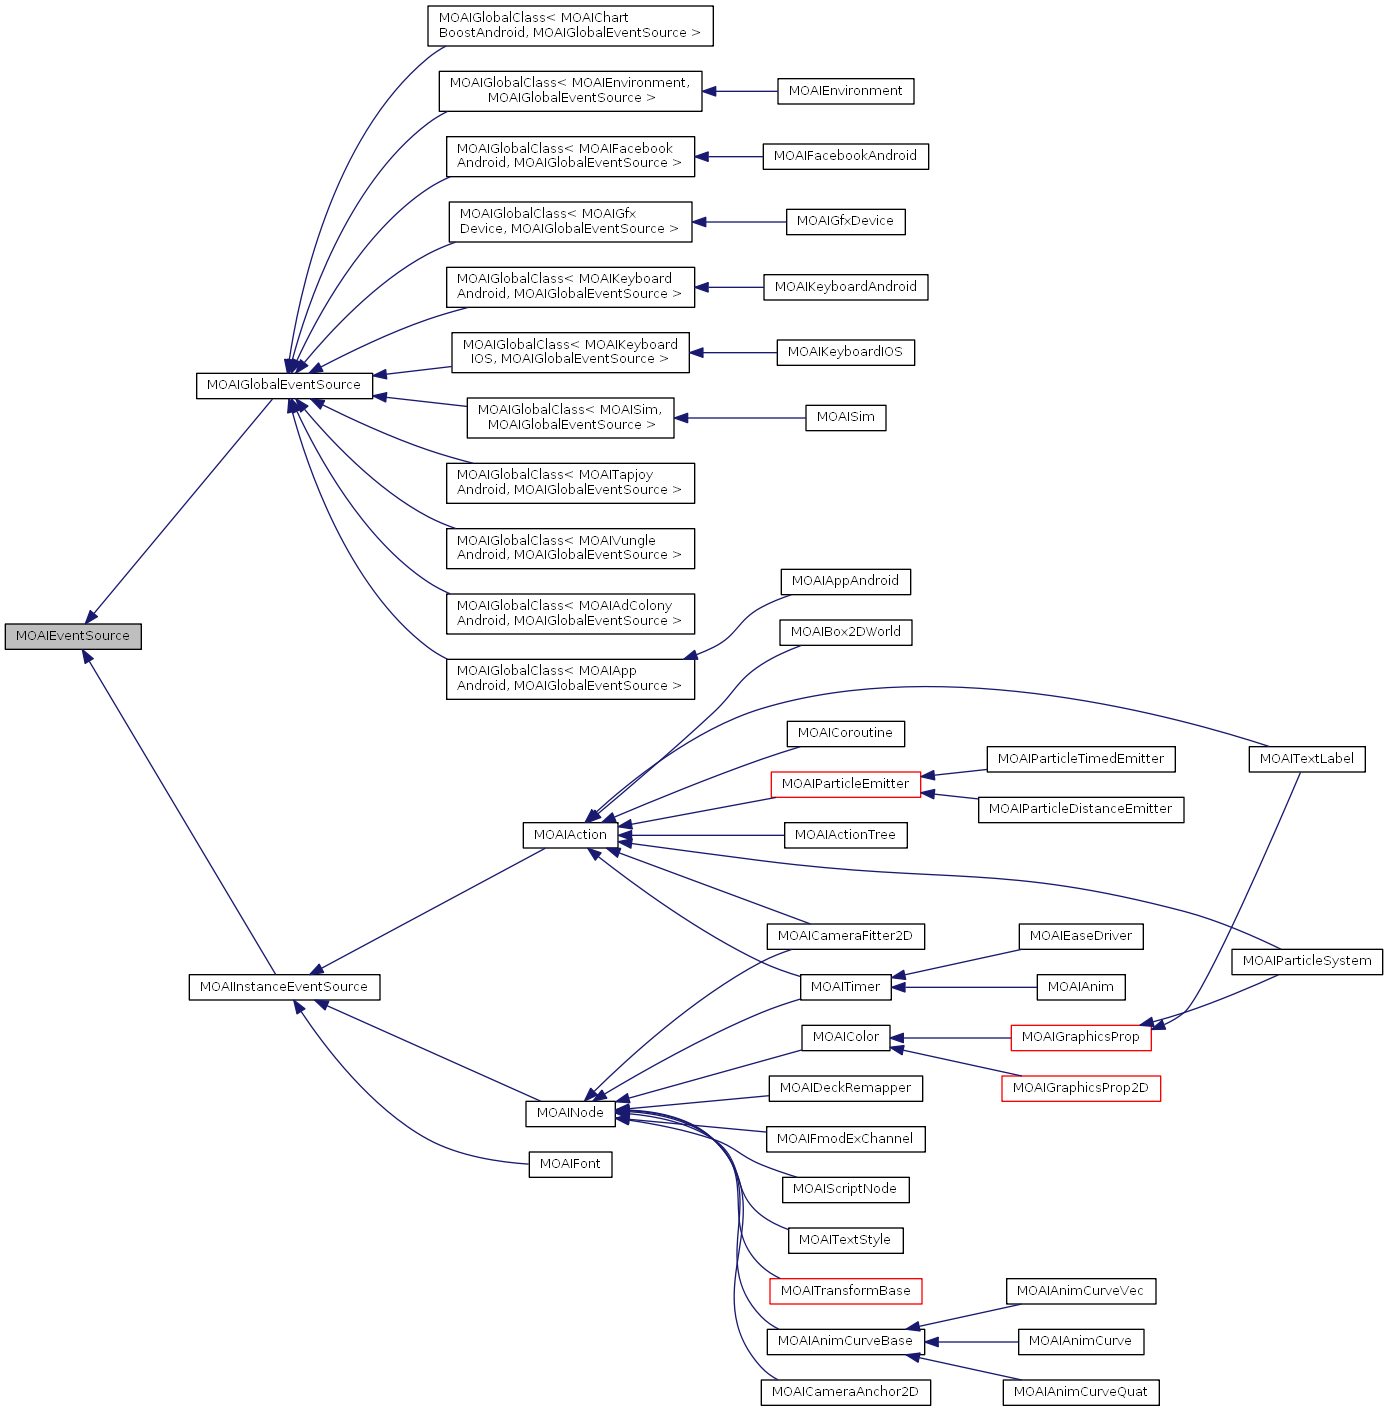 MOAIGlobalClass< MOAIChart
BoostAndroid, MOAIGlobalEventSource >
MOAIGlobalClass< MOAIEnvironment,
MOAIGlobalEventSource >
MOAIEnvironment
MOAIGlobalClass< MOAIFacebook
Android, MOAIGlobalEventSource >
MOAIFacebookAndroid
MOAIGlobalClass< MOAIGfx
Device, MOAIGlobalEventSource >
MOAIGfxDevice
MOAIGlobalClass< MOAIKeyboard
Android, MOAIGlobalEventSource >
MOAIKeyboardAndroid
MOAIGlobalClass< MOAIKeyboard
IOS, MOAIGlobalEventSource >
MOAIKeyboardIOS
MOAIGlobalEventSource
MOAIGlobalClass< MOAISim,
MOAIGlobalEventSource >
MOAISim
MOAIGlobalClass< MOAITapjoy
Android, MOAIGlobalEventSource >
MOAIGlobalClass< MOAIVungle
Android, MOAIGlobalEventSource >
MOAIAppAndroid
MOAIGlobalClass< MOAIAdColony
Android, MOAIGlobalEventSource >
MOAIBox2DWorld
MOAIEventSource
MOAIGlobalClass< MOAIApp
Android, MOAIGlobalEventSource >
MOAICoroutine
MOAITextLabel
MOAIParticleTimedEmitter
MOAIParticleEmitter
MOAIParticleDistanceEmitter
MOAIAction
MOAIActionTree
MOAICameraFitter2D
MOAIEaseDriver
MOAIParticleSystem
MOAIInstanceEventSource
MOAITimer
MOAIAnim
MOAIColor
MOAIGraphicsProp
MOAIDeckRemapper
MOAIGraphicsProp2D
MOAINode
MOAIFmodExChannel
MOAIFont
MOAIScriptNode
MOAITextStyle
MOAITransformBase
MOAIAnimCurveVec
MOAIAnimCurveBase
MOAIAnimCurve
MOAICameraAnchor2D
MOAIAnimCurveQuat